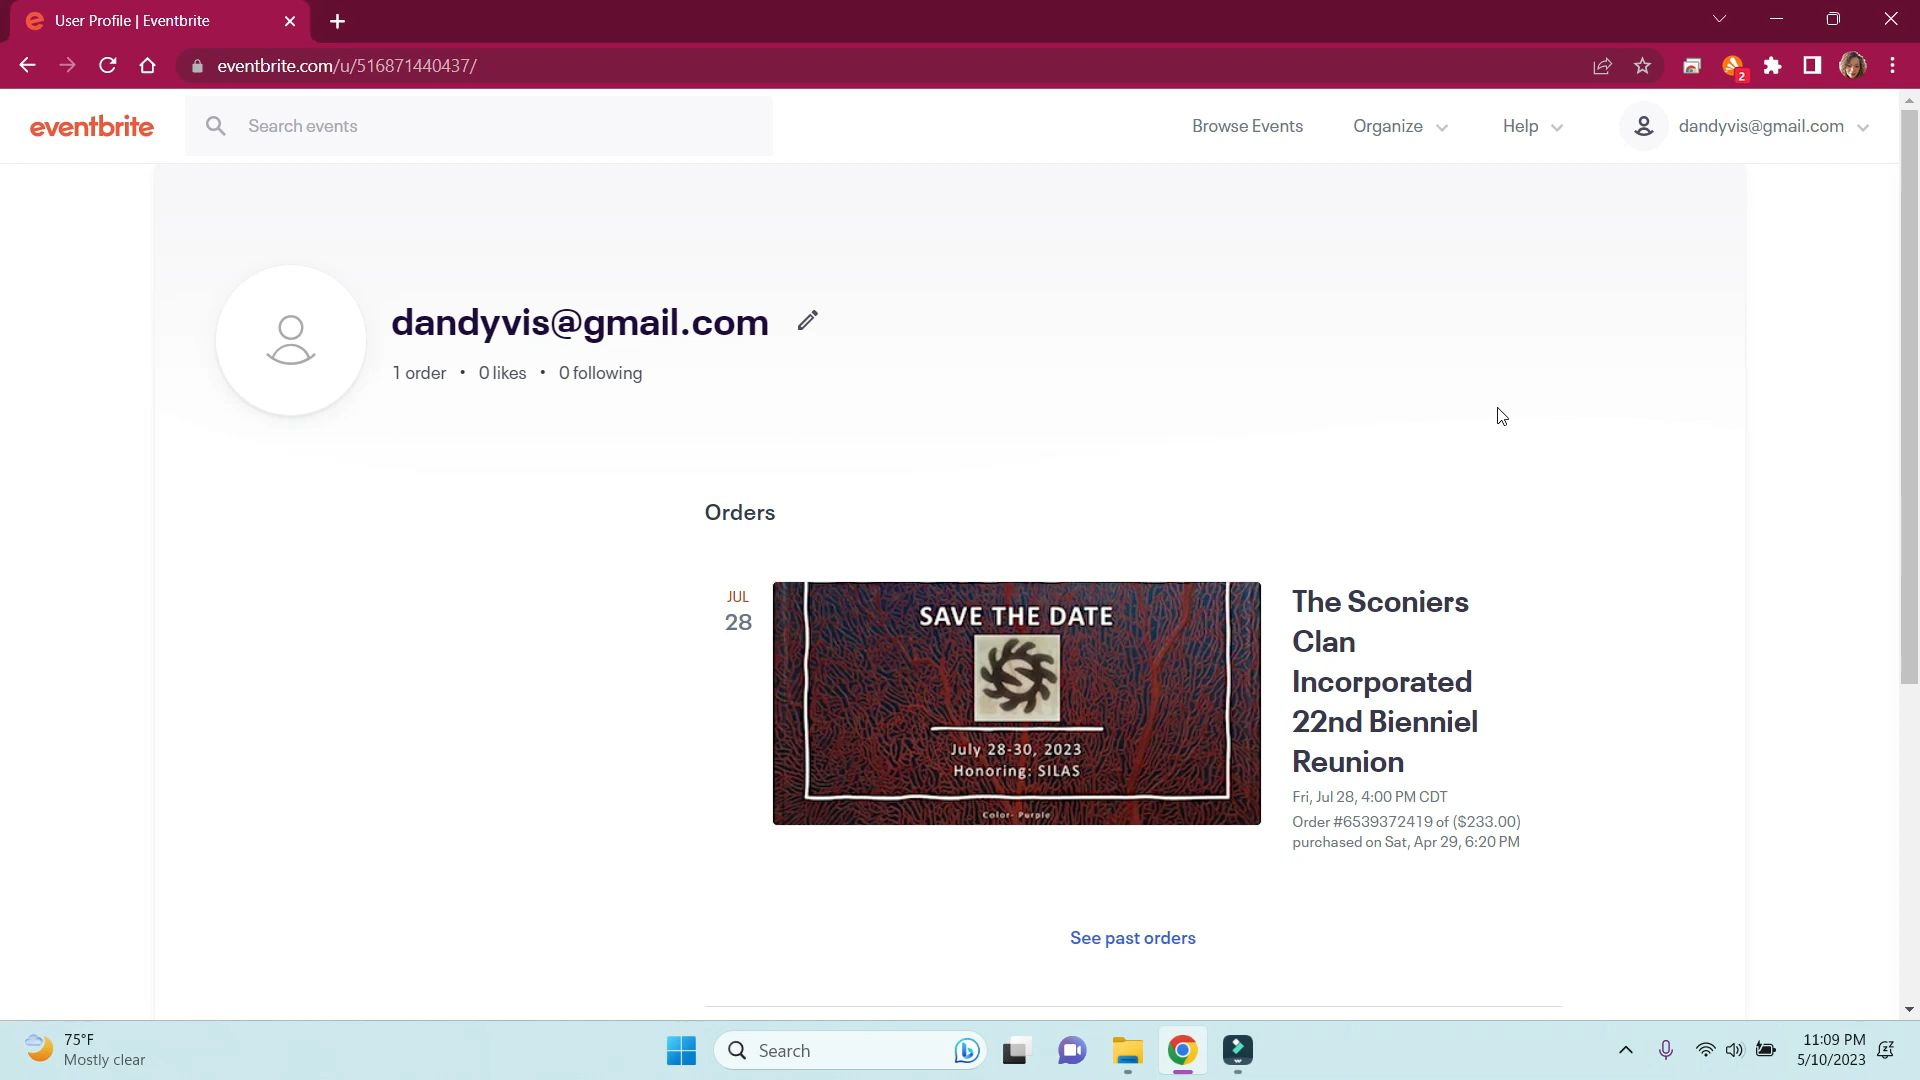 User Profile | Eventbrite
eventbrite.com/u/516871440437/
2
eventbrite
Search events
Browse Events
Organize
Help
dandyvis@gmail.com
dandyvis@gmail.com
1 order • 0 likes • 0 following
Orders
JUL
28
SAVE THE DATE
July 28-30, 2023
Honoring: SILAS
Color- Purple
The Sconiers
Clan
Incorporated
22nd Bienniel
Reunion
Fri, Jul 28, 4:00 PM CDT
Order #6539372419 of ($233.00)
purchased on Sat, Apr 29, 6:20 PM
See past orders
75°F
Mostly clear
Search
11:09 PM
5/10/2023